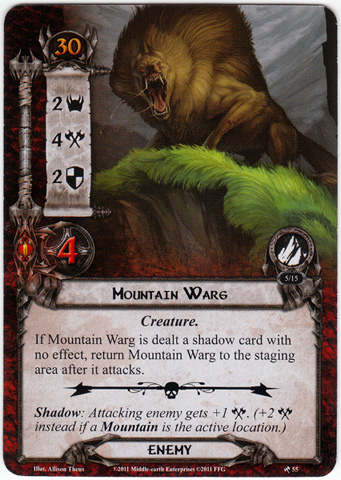 30
2
4
2
4
5/15
Mountain Warg
Creature.
If Mountain Warg is dealt a shadow card with
no effect, return Mountain Warg to the staging
area after it attacks.
Shadow: Attacking enemy gets +1 . (+2
instead if a Mountain is the active location.)
ENEMY
Illus. Allison Theus
©2011 Middle-earth Enterprises ©2011 FFG
55